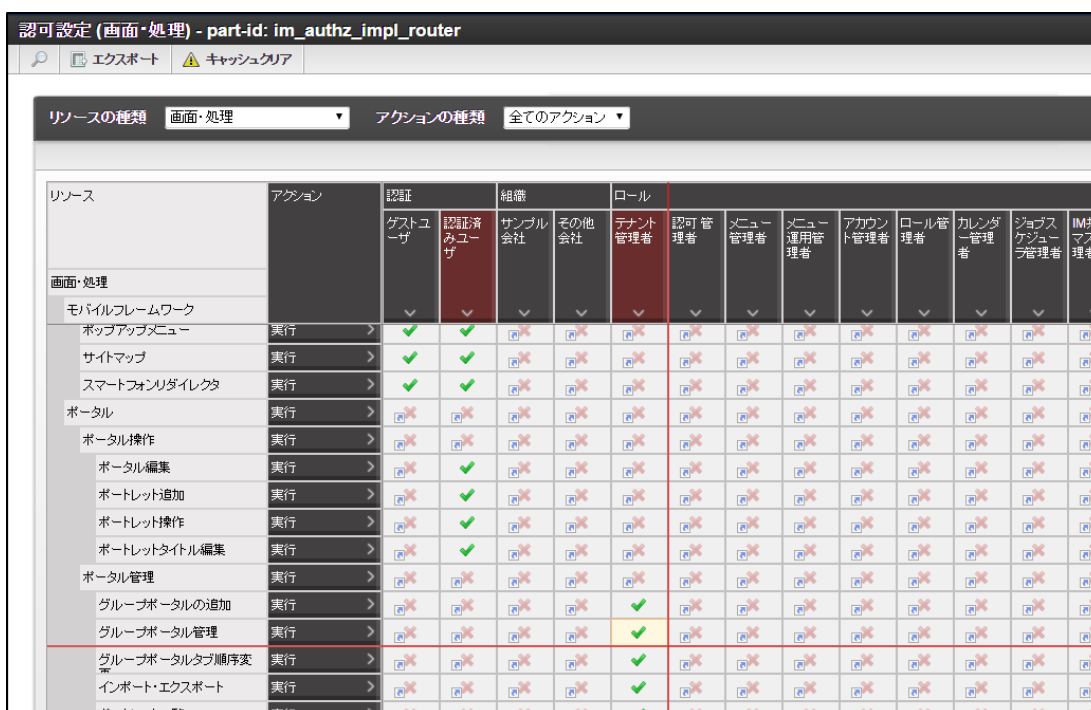 認可設定 (画面・処理) - part-id: im_authz_impl_router
エクスポート キャッシュクリア
リソースの種類 画面・処理 アクションの種類 全てのアクション
リソース アクション 認証 組織 ロール
ゲストユーザ 認証済みユーザ サンプル会社 その他会社 テナント管理者 認可管理者 メニュー管理者 メニュー運用管理者 アカウント管理者 ロール管理者 カレンダー管理者 ジョブスケジューラ管理者
画面・処理
モバイルフレームワーク
ポップアップメニュー 実行
サイトマップ 実行
スマートフォンリダイレクタ 実行
ポータル 実行
ポータル操作 実行
ポータル編集 実行
ポートレット追加 実行
ポートレット操作 実行
ポートレットタイトル編集 実行
ポータル管理 実行
グループポータルの追加 実行
グループポータル管理 実行
グループポータルタブ順序変 実行
インポート・エクスポート 実行